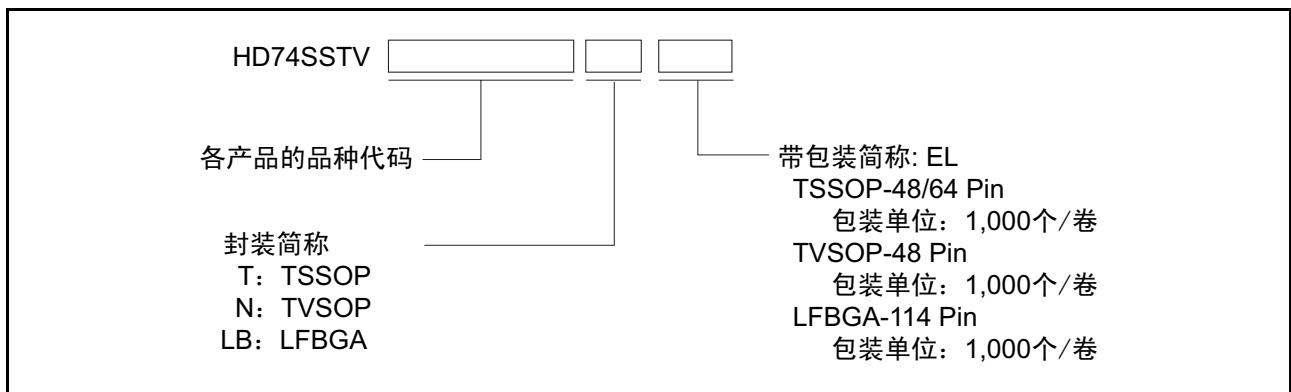 HD74SSTV
各产品的品种代码
封装简称
T：TSSOP
N：TVSOP
LB：LFBGA
带包装简称: EL
TSSOP-48/64 Pin
包装单位：1,000个/卷
TVSOP-48 Pin
包装单位：1,000个/卷
LFBGA-114 Pin
包装单位：1,000个/卷